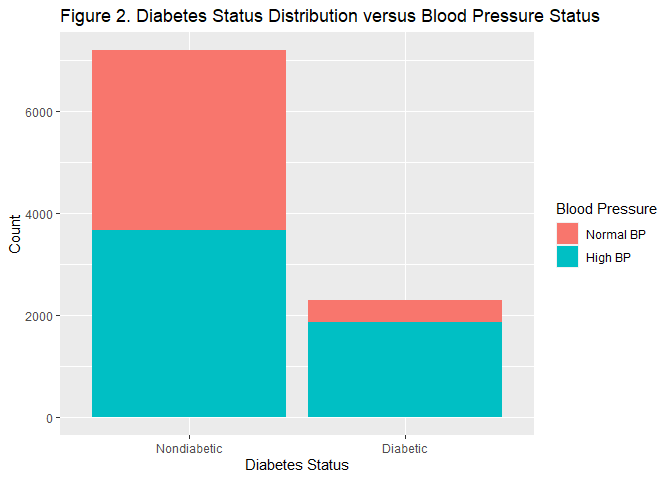 Figure 2. Diabetes Status Distribution versus Blood Pressure Status
6000
4000
2000
0
Count
Nondiabetic
Diabetic
Diabetes Status
Blood Pressure
Normal BP
High BP